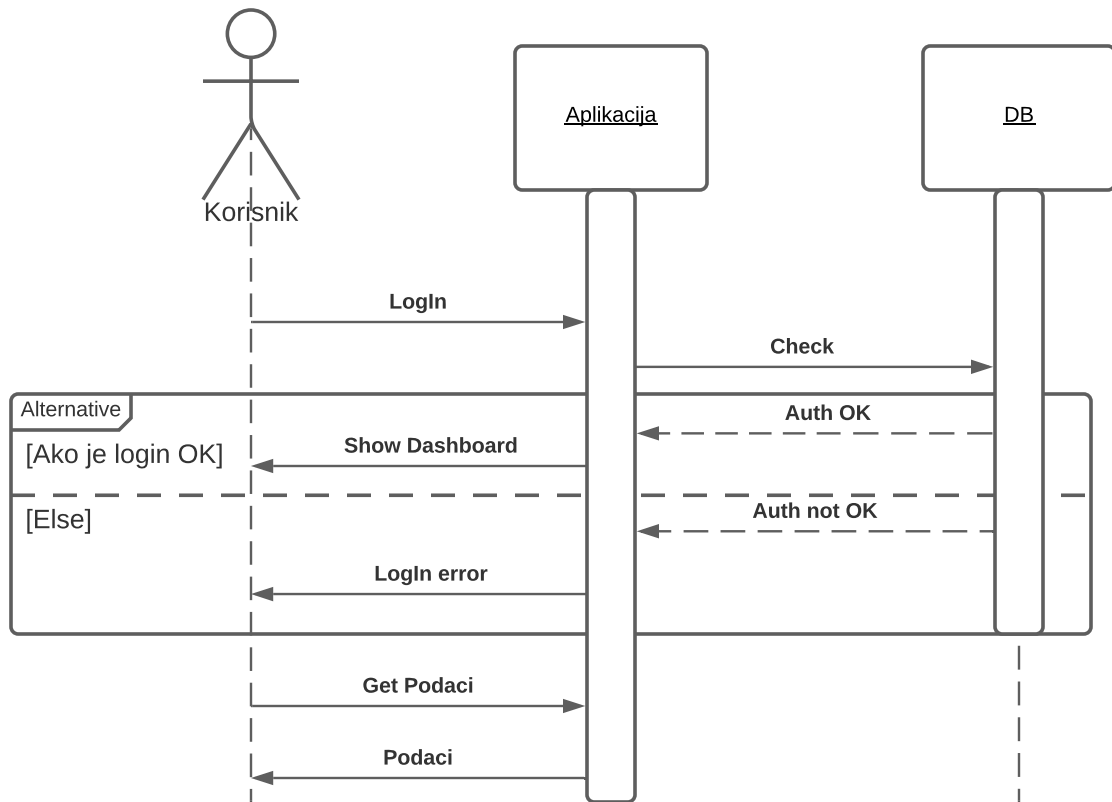 Korisnik
Aplikacija
DB
LogIn
Check
Alternative
Auth OK
[Ako je login OK]
Show Dashboard
[Else]
Auth not OK
LogIn error
Get Podaci
Podaci